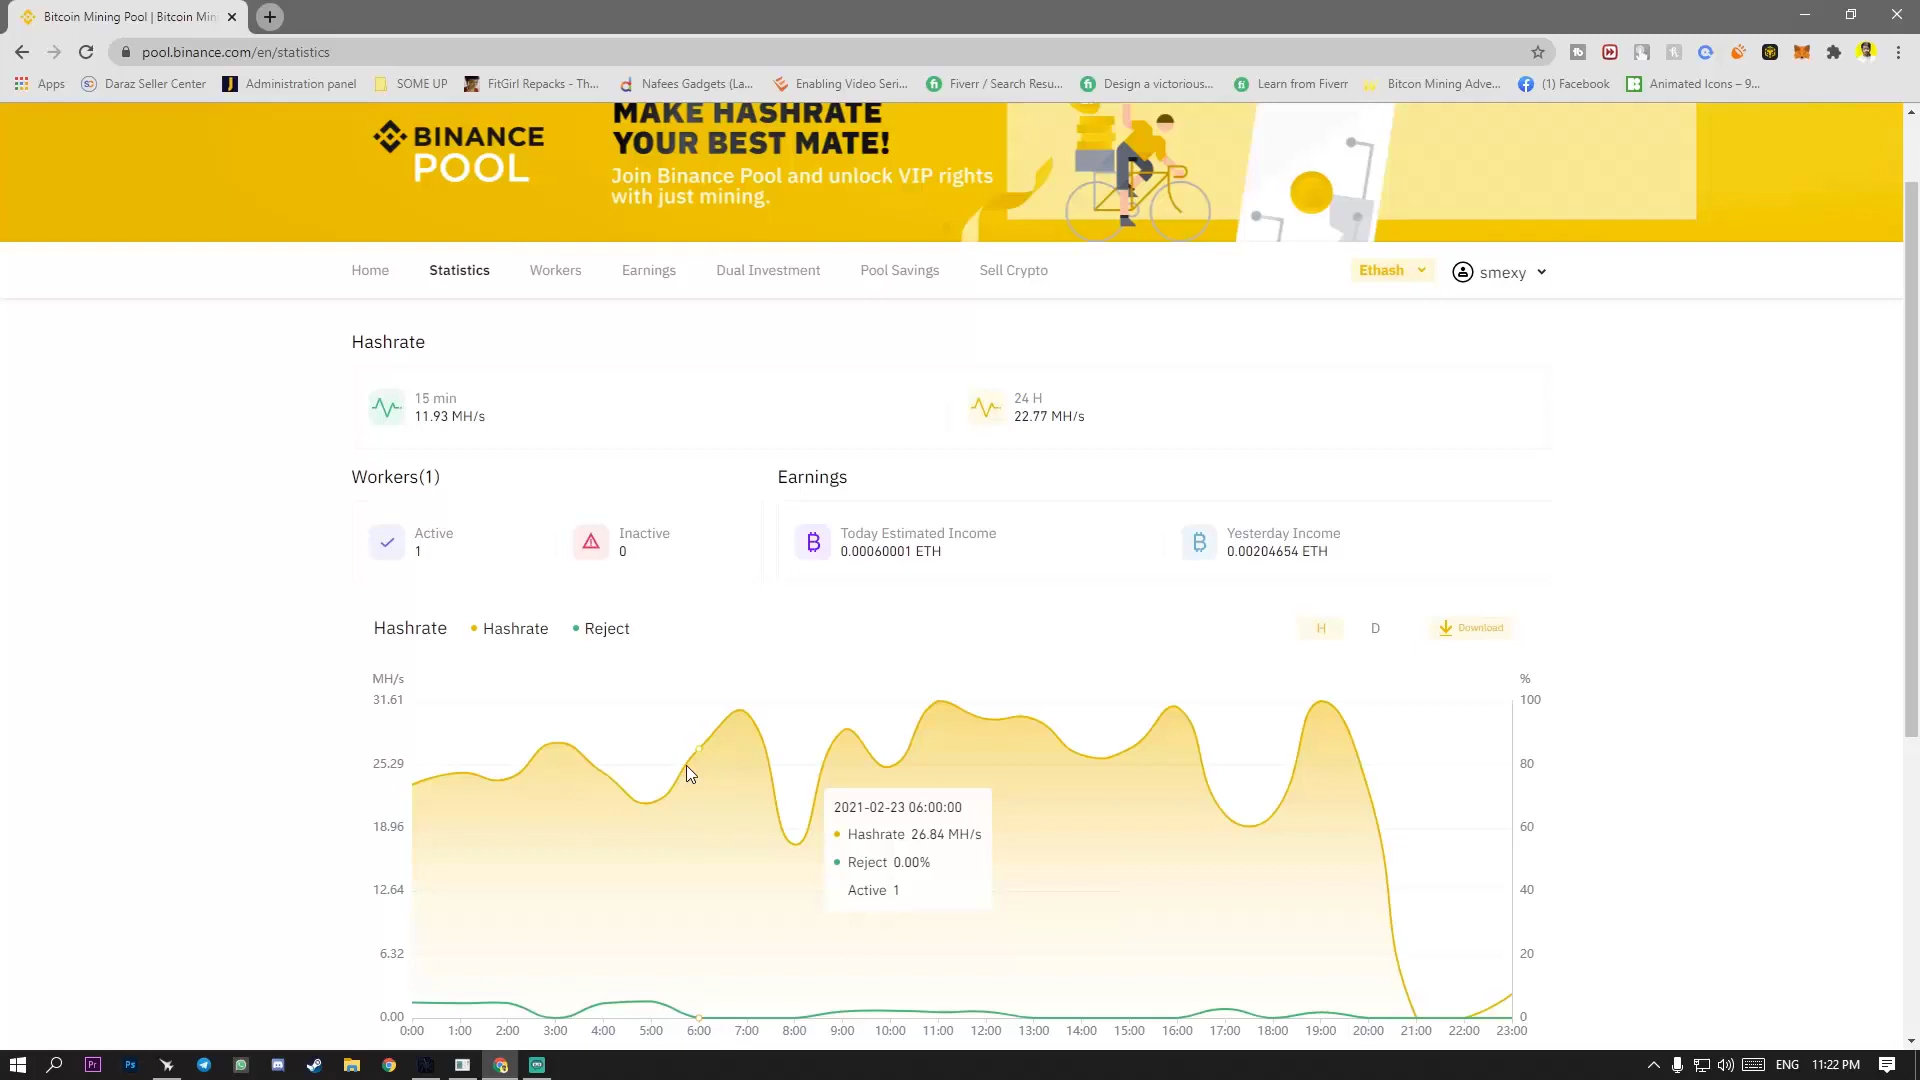 Bitcoin Mining Pool | Bitcoin Min
pool.binance.com/en/statistics
Apps
Daraz Seller Center
Administration panel
SOME UP
FitGirl Repacks - Th...
Nafees Gadgets (La...
Enabling Video Seri...
Fiverr / Search Resu...
Design a victorious...
Learn from Fiverr
Bitcon Mining Adve...
(1) Facebook
Animated Icons – 9...
BINANCE
POOL
MAKE HASHRATE
YOUR BEST MATE!
Join Binance Pool and unlock VIP rights
with just mining.
Home
Statistics
Workers
Earnings
Dual Investment
Pool Savings
Sell Crypto
Ethash
smexy
Hashrate
15 min
11.93 MH/s
24 H
22.77 MH/s
Workers(1)
Earnings
Active
1
Inactive
0
Today Estimated Income
0.00060001 ETH
Yesterday Income
0.00204654 ETH
Hashrate
Hashrate
Reject
H
D
Download
MH/s
31.61
25.29
18.96
12.64
6.32
0.00
%
100
80
60
40
20
0
2021-02-23 06:00:00
Hashrate 26.84 MH/s
Reject 0.00%
Active 1
0:00 1:00 2:00 3:00 4:00 5:00 6:00 7:00 8:00 9:00 10:00 11:00 12:00 13:00 14:00 15:00 16:00 17:00 18:00 19:00 20:00 21:00 22:00 23:00
Pr
Ps
ENG
11:22 PM